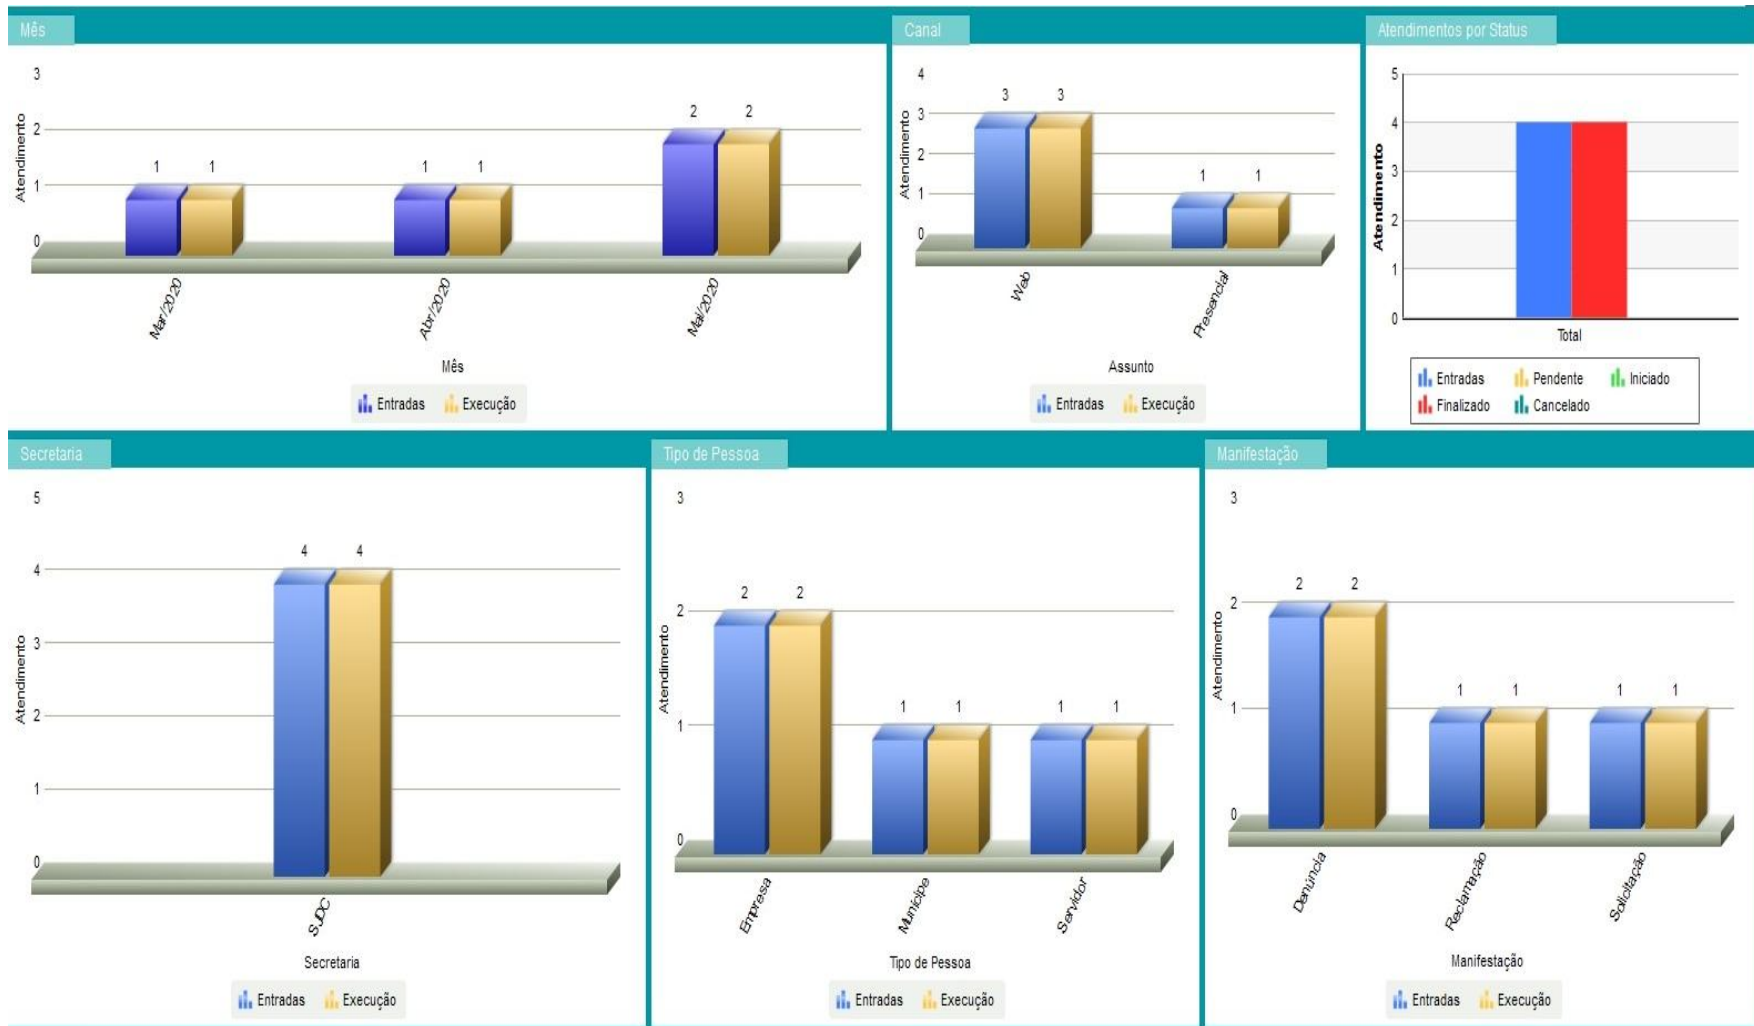 Mês
3
2
1
0
Atendimento
1
1
1
1
2
2
Mar/2020
Abr/2020
Mai/2020
Mês
Entradas Execução
Canal
4
3
2
1
0
Atendimento
3
3
1
1
Web
Presencial
Assunto
Entradas Execução
Atendimentos por Status
5
4
3
2
1
0
Atendimento
Total
Entradas Pendente Iniciado
Finalizado Cancelado
Secretaria
5
4
3
2
1
0
Atendimento
4
4
SJDC
Secretaria
Entradas Execução
Tipo de Pessoa
3
2
1
0
Atendimento
2
2
1
1
1
1
Empresa
Munícipe
Servidor
Tipo de Pessoa
Entradas Execução
Manifestação
3
2
1
0
Atendimento
2
2
1
1
1
1
Denúncia
Reclamação
Solicitação
Manifestação
Entradas Execução